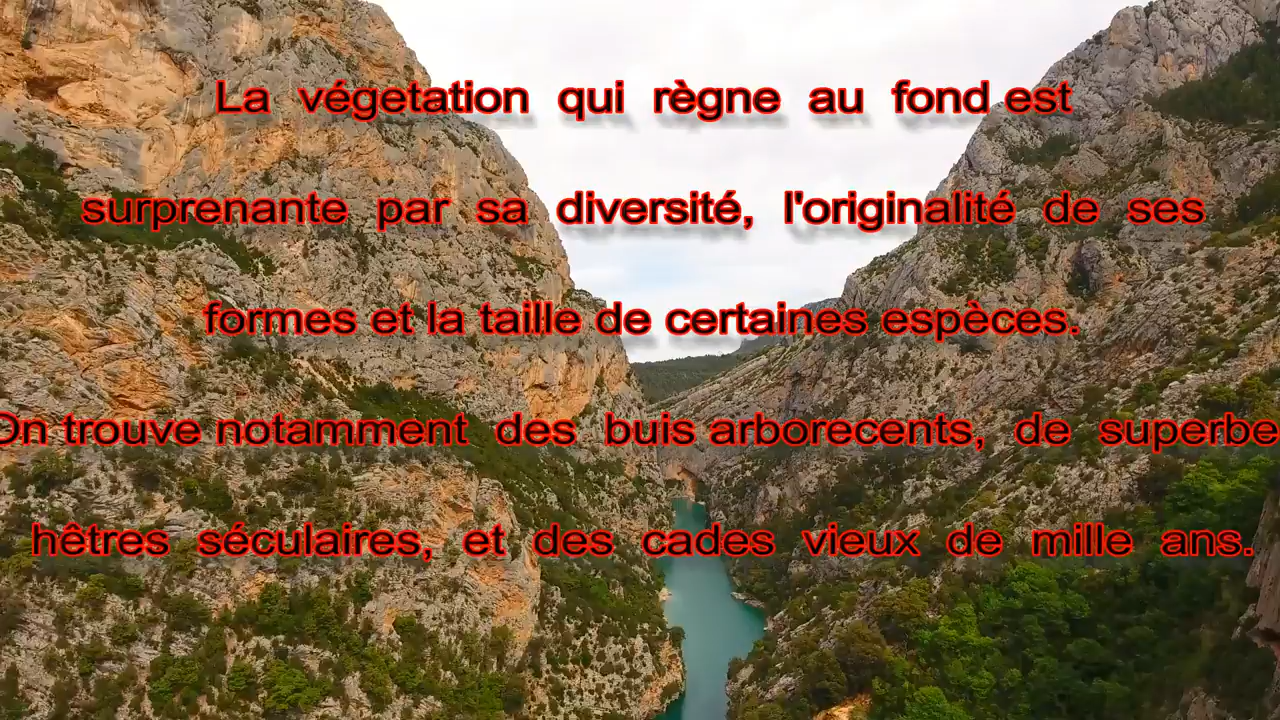 La végetation qui règne au fond est
surprenante par sa diversité, l'originalité de ses
formes et la taille de certaines espèces.
On trouve notamment des buis arborecents, de superbe
hêtres séculaires, et des cades vieux de mille ans.